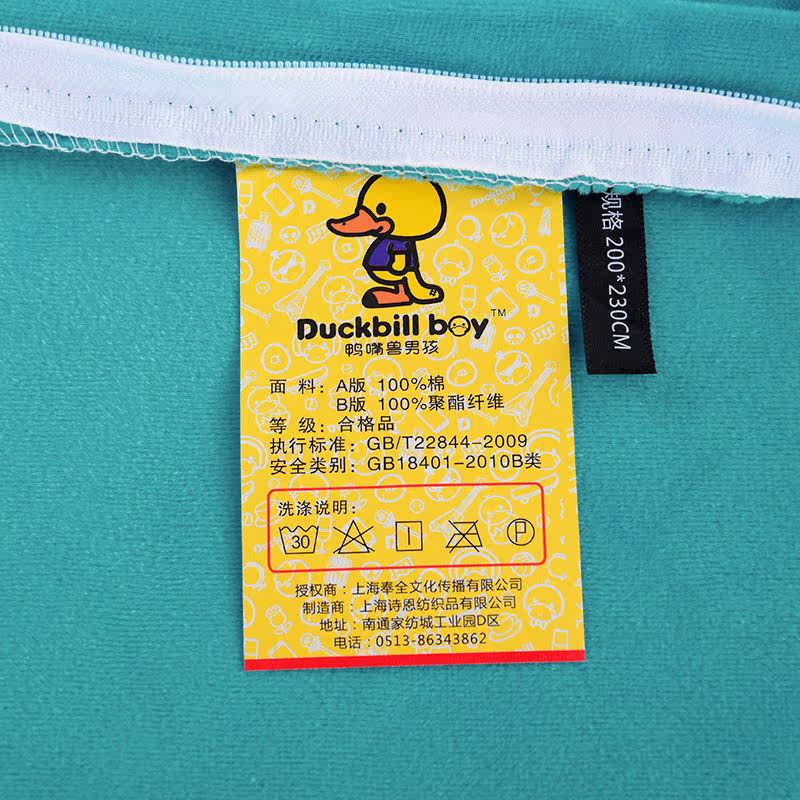 Duckbill boy™
鸭嘴兽男孩
面 料：A版 100%棉
B版 100%聚酯纤维
等 级：合格品
执行标准：GB/T22844-2009
安全类别：GB18401-2010B类
洗涤说明：
30
P
授权商：上海奉全文化传播有限公司
制造商：上海诗恩纺织品有限公司
地址：南通家纺城工业园D区
电话：0513-86343862
规格 200*230CM